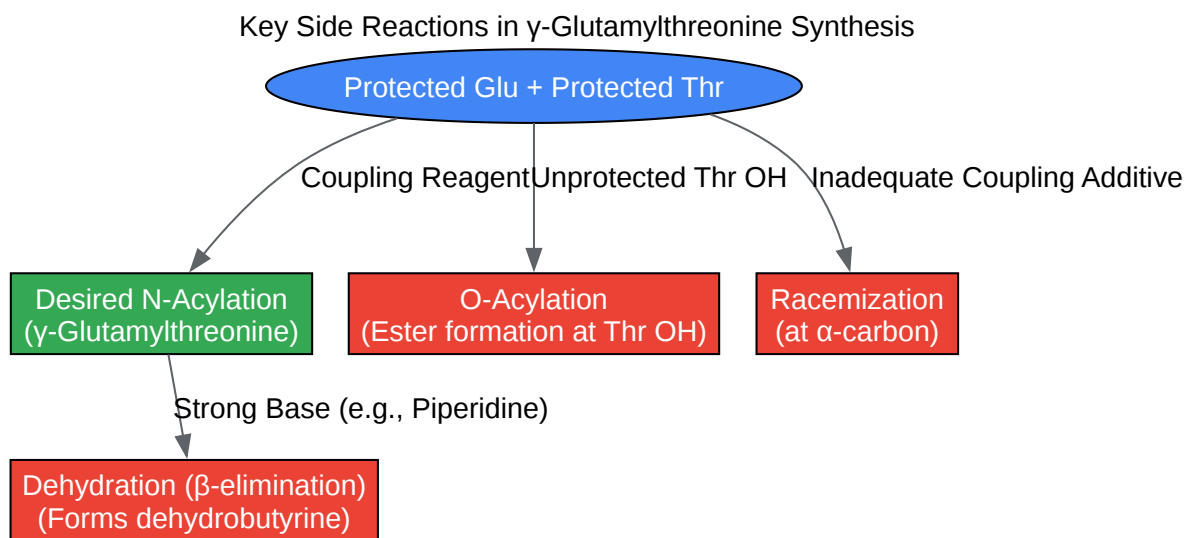 Key Side Reactions in γ-Glutamylthreonine Synthesis
Protected Glu + Protected Thr
Coupling Reagent
Unprotected Thr OH
Inadequate Coupling Additive
Desired N-Acylation
(γ-Glutamylthreonine)
O-Acylation
(Ester formation at Thr OH)
Racemization
(at α-carbon)
Strong Base (e.g., Piperidine)
Dehydration (β-elimination)
(Forms dehydrobutyrine)